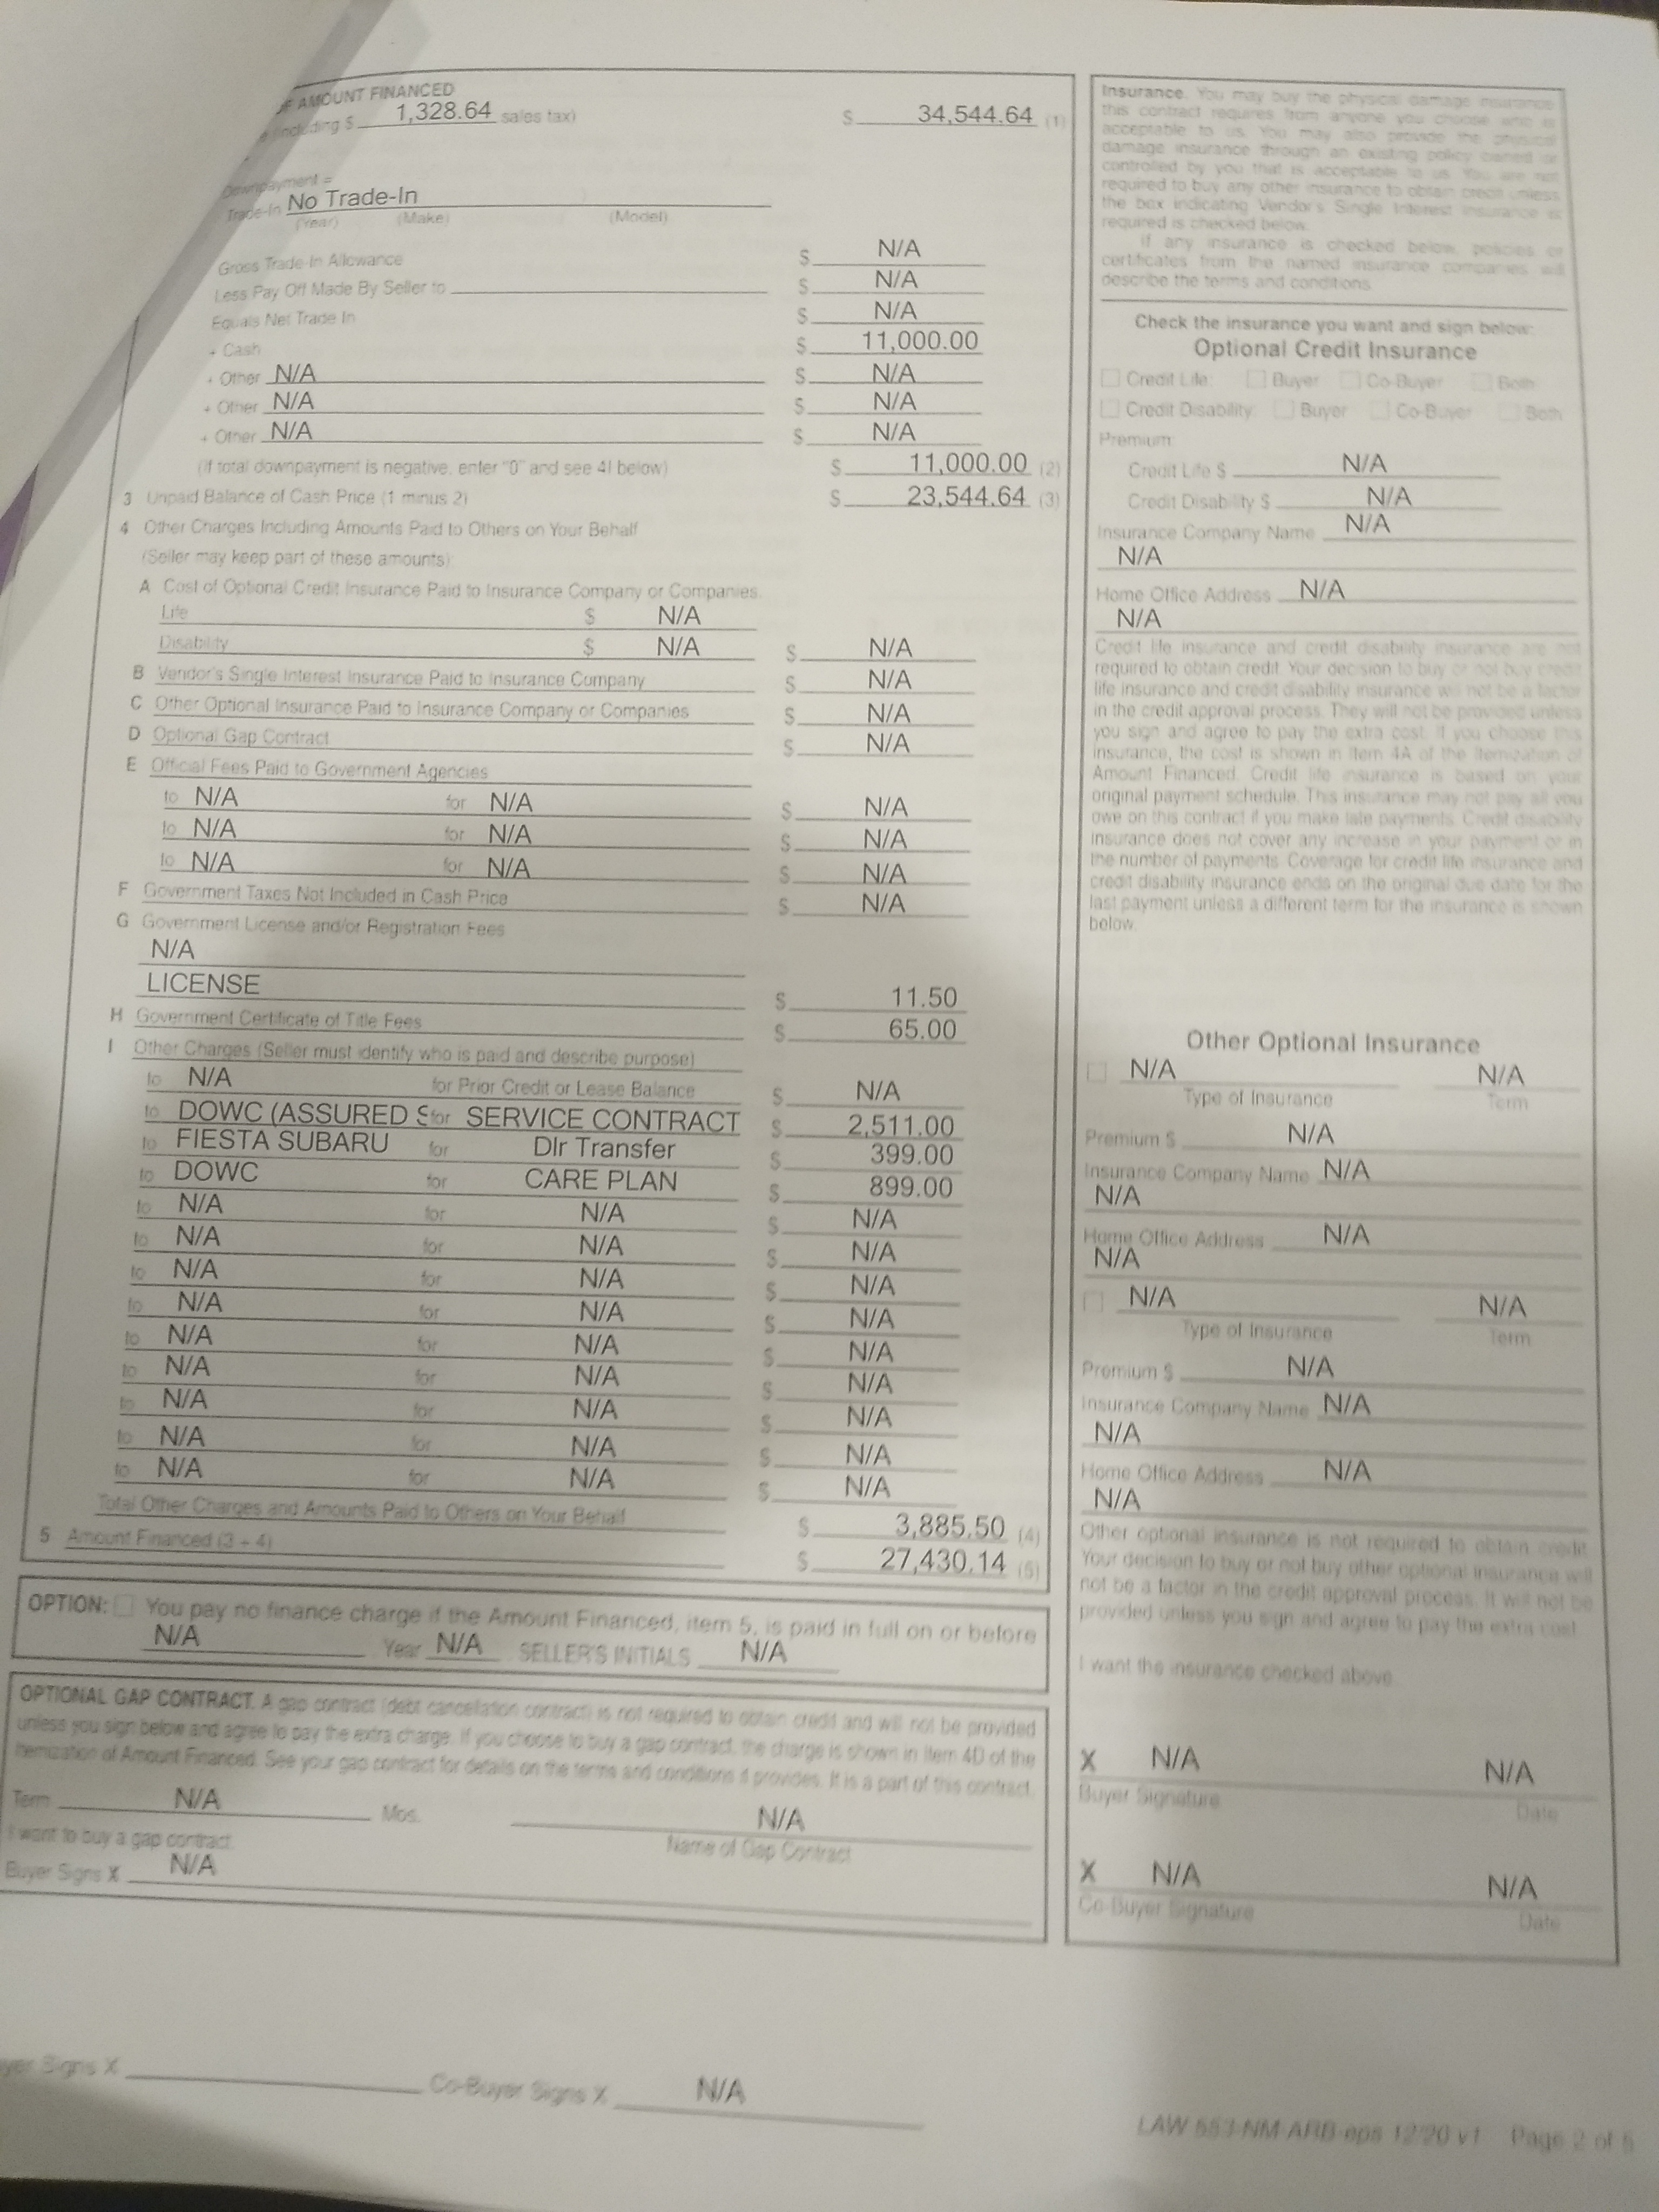 OF AMOUNT FINANCED
(including $ 1,328.64 sales tax) $ 34,544.64 (1)
Downpayment =
Trade-In No Trade-In
(Year) (Make) (Model)
Gross Trade-In Allowance $ N/A
Less Pay Off Made By Seller to $ N/A
Equals Net Trade In $ N/A
+ Cash $ 11,000.00
+ Other N/A $ N/A
+ Other N/A $ N/A
+ Other N/A $ N/A
(If total downpayment is negative, enter "0" and see 4I below) $ 11,000.00 (2)
3 Unpaid Balance of Cash Price (1 minus 2) $ 23,544.64 (3)
4 Other Charges Including Amounts Paid to Others on Your Behalf
(Seller may keep part of these amounts)
A Cost of Optional Credit Insurance Paid to Insurance Company or Companies.
Life $ N/A
Disability $ N/A $ N/A
B Vendor's Single Interest Insurance Paid to Insurance Company $ N/A
C Other Optional Insurance Paid to Insurance Company or Companies $ N/A
D Optional Gap Contract $ N/A
E Official Fees Paid to Government Agencies
to N/A for N/A $ N/A
to N/A for N/A $ N/A
to N/A for N/A $ N/A
F Government Taxes Not Included in Cash Price $ N/A
G Government License and/or Registration Fees
N/A
LICENSE $ 11.50
H Government Certificate of Title Fees $ 65.00
I Other Charges (Seller must identify who is paid and describe purpose)
to N/A for Prior Credit or Lease Balance $ N/A
to DOWC (ASSURED S for SERVICE CONTRACT $ 2,511.00
to FIESTA SUBARU for Dlr Transfer $ 399.00
to DOWC for CARE PLAN $ 899.00
to N/A for N/A $ N/A
to N/A for N/A $ N/A
to N/A for N/A $ N/A
to N/A for N/A $ N/A
to N/A for N/A $ N/A
to N/A for N/A $ N/A
to N/A for N/A $ N/A
to N/A for N/A $ N/A
to N/A for N/A $ N/A
Total Other Charges and Amounts Paid to Others on Your Behalf $ 3,885.50 (4)
5 Amount Financed (3 + 4) $ 27,430.14 (5)
OPTION: You pay no finance charge if the Amount Financed, item 5, is paid in full on or before
N/A Year N/A SELLER'S INITIALS N/A
OPTIONAL GAP CONTRACT. A gap contract (debt cancellation contract) is not required to obtain credit and will not be provided
unless you sign below and agree to pay the extra charge. If you choose to buy a gap contract, the charge is shown in item 4D of the
Itemization of Amount Financed. See your gap contract for details on the terms and conditions it provides. It is a part of this contract.
Term N/A Mos. N/A
Name of Gap Contract
I want to buy a gap contract.
Buyer Signs X N/A
Insurance. You may buy the physical damage insurance
this contract requires from anyone you choose who is
acceptable to us. You may also provide the physical
damage insurance through an existing policy owned or
controlled by you that is acceptable to us. You are not
required to buy any other insurance to obtain credit unless
the box indicating Vendor's Single Interest Insurance is
required is checked below.
If any insurance is checked below, policies or
certificates from the named insurance companies will
describe the terms and conditions.
Check the insurance you want and sign below:
Optional Credit Insurance
Credit Life: Buyer Co-Buyer Both
Credit Disability: Buyer Co-Buyer Both
Premium:
Credit Life $ N/A
Credit Disability $ N/A
Insurance Company Name N/A
N/A
Home Office Address N/A
N/A
Credit life insurance and credit disability insurance are not
required to obtain credit. Your decision to buy or not buy credit
life insurance and credit disability insurance will not be a factor
in the credit approval process. They will not be provided unless
you sign and agree to pay the extra cost. If you choose this
insurance, the cost is shown in Item 4A of the Itemization of
Amount Financed. Credit life insurance is based on your
original payment schedule. This insurance may not pay all you
owe on this contract if you make late payments. Credit disability
insurance does not cover any increase in your payment or in
the number of payments. Coverage for credit life insurance and
credit disability insurance ends on the original due date for the
last payment unless a different term for the insurance is shown
below.
Other Optional Insurance
N/A N/A
Type of Insurance Term
Premium $ N/A
Insurance Company Name N/A
N/A
Home Office Address N/A
N/A
N/A N/A
Type of Insurance Term
Premium $ N/A
Insurance Company Name N/A
N/A
Home Office Address N/A
N/A
Other optional insurance is not required to obtain credit.
Your decision to buy or not buy other optional insurance will
not be a factor in the credit approval process. It will not be
provided unless you sign and agree to pay the extra cost.
I want the insurance checked above.
X N/A N/A
Buyer Signature Date
X N/A N/A
Co-Buyer Signature Date
yer Signs X Co-Buyer Signs X N/A
LAW 553-NM-ARB-eps 12/20 v1 Page 2 of 5